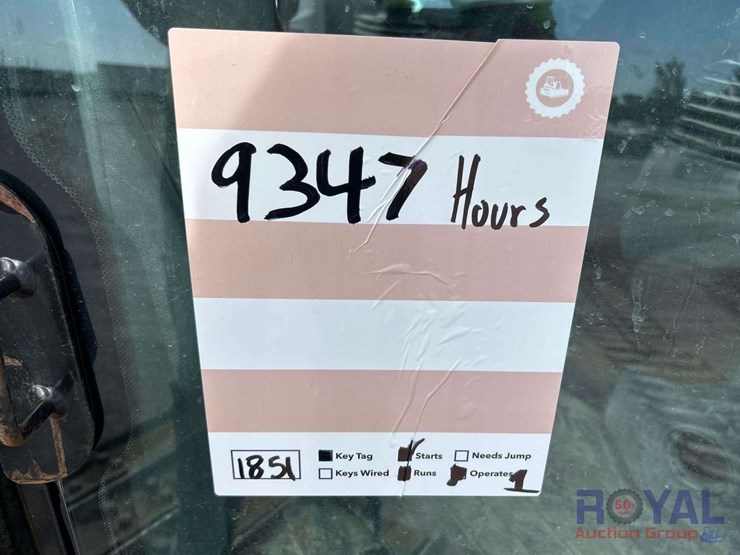 9347 Hours
1851
Key Tag Starts Needs Jump
Keys Wired Runs Operates 1
ROYAL
Auction Group